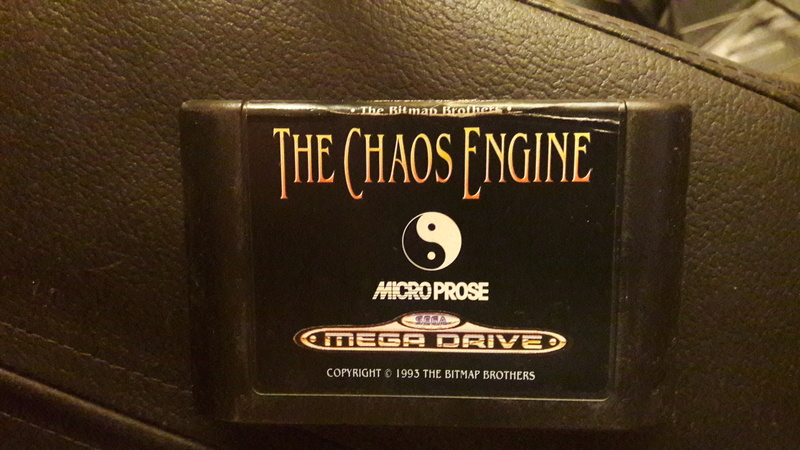 • The Bitmap Brothers •
THE CHAOS ENGINE
MICROPROSE
SEGA
MEGA DRIVE
COPYRIGHT © 1993 THE BITMAP BROTHERS